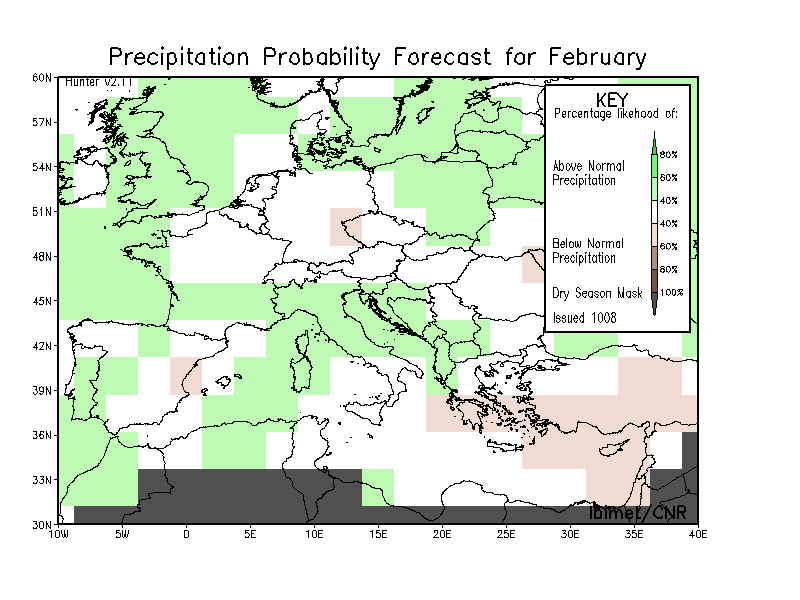 Precipitation Probability Forecast for February
60N
Hunter v2.11
57N
54N
51N
48N
45N
42N
39N
36N
33N
30N
KEY
Percentage likehood of:
Above Normal
Precipitation
Below Normal
Precipitation
Dry Season Mask
Issued 1008
80%
60%
40%
40%
60%
80%
100%
Ibimet/CNR
10W 5W 0 5E 10E 15E 20E 25E 30E 35E 40E